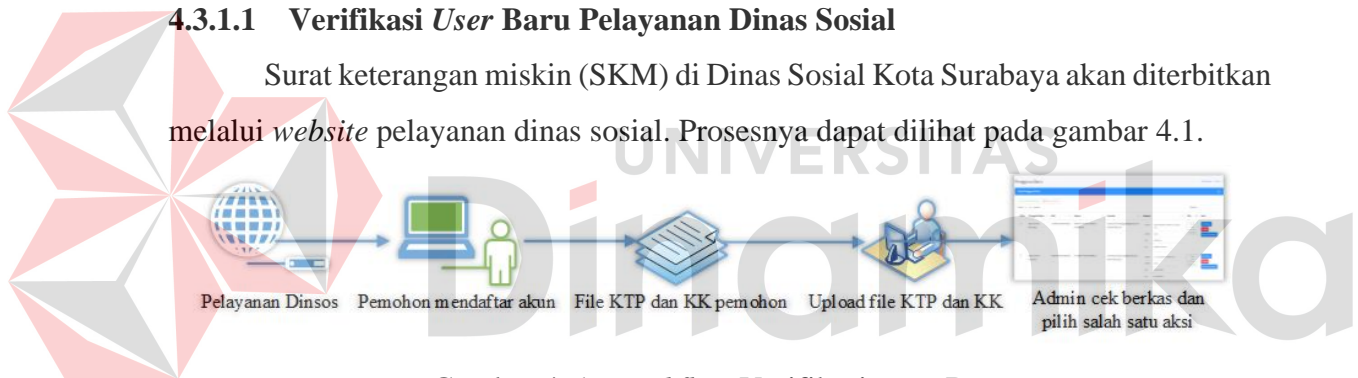 4.3.1.1 Verifikasi User Baru Pelayanan Dinas Sosial
Surat keterangan miskin (SKM) di Dinas Sosial Kota Surabaya akan diterbitkan
melalui website pelayanan dinas sosial. Prosesnya dapat dilihat pada gambar 4.1.
UNIVERSITAS
Dinamika
Pelayanan Dinsos
Pemohon mendaftar akun
File KTP dan KK pemohon
Upload file KTP dan KK
Admin cek berkas dan
pilih salah satu aksi